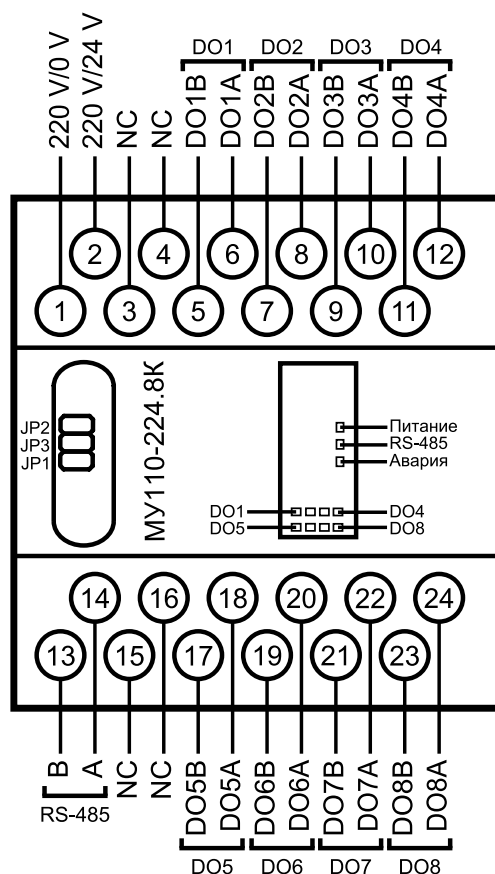 DO1 DO2 DO3 DO4
220 V/0 V
220 V/24 V
NC
NC
DO1B
DO1A
DO2B
DO2A
DO3B
DO3A
DO4B
DO4A
2 4 6 8 10 12
1 3 5 7 9 11
JP2
JP3
JP1
МУ110-224.8К
Питание
RS-485
Авария
DO1 DO4
DO5 DO8
14 16 18 20 22 24
13 15 17 19 21 23
B
A
NC
NC
DO5B
DO5A
DO6B
DO6A
DO7B
DO7A
DO8B
DO8A
RS-485
DO5 DO6 DO7 DO8